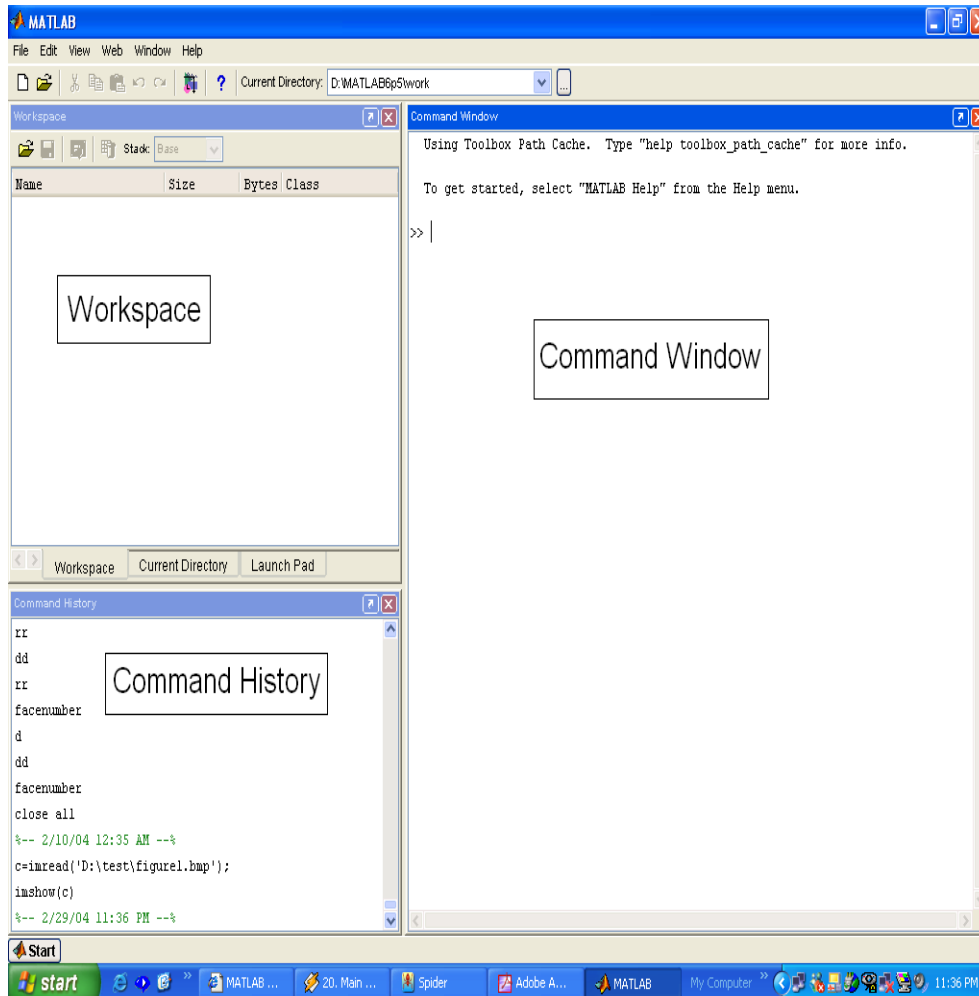 MATLAB
File Edit View Web Window Help
? Current Directory: D:\MATLAB6p5\work ...
Workspace
Stack: Base
Name Size Bytes Class
Workspace
Workspace Current Directory Launch Pad
Command History
rr
dd
rr
facenumber
d
dd
facenumber
close all
%-- 2/10/04 12:35 AM --%
c=imread('D:\test\figure1.bmp');
imshow(c)
%-- 2/29/04 11:36 PM --%
Command History
Command Window
Using Toolbox Path Cache. Type "help toolbox_path_cache" for more info.
To get started, select "MATLAB Help" from the Help menu.
>>
Command Window
Start
start » MATLAB ... 20. Main ... Spider Adobe A... MATLAB My Computer » 11:36 PM